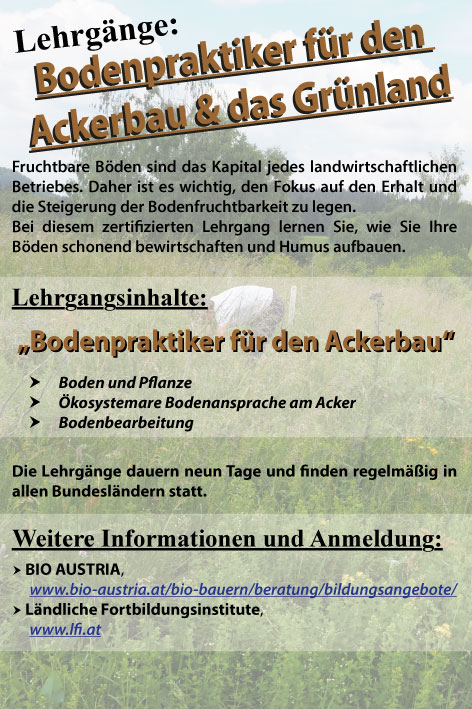 Lehrgänge:
Bodenpraktiker für den
Ackerbau & das Grünland
Fruchtbare Böden sind das Kapital jedes landwirtschaftlichen
Betriebes. Daher ist es wichtig, den Fokus auf den Erhalt und
die Steigerung der Bodenfruchtbarkeit zu legen.
Bei diesem zertifizierten Lehrgang lernen Sie, wie Sie Ihre
Böden schonend bewirtschaften und Humus aufbauen.
Lehrgangsinhalte:
„Bodenpraktiker für den Ackerbau“
➢ Boden und Pflanze
➢ Ökosystemare Bodenansprache am Acker
➢ Bodenbearbeitung
Die Lehrgänge dauern neun Tage und finden regelmäßig in
allen Bundesländern statt.
Weitere Informationen und Anmeldung:
➢ BIO AUSTRIA,
www.bio-austria.at/bio-bauern/beratung/bildungsangebote/
➢ Ländliche Fortbildungsinstitute,
www.lfi.at